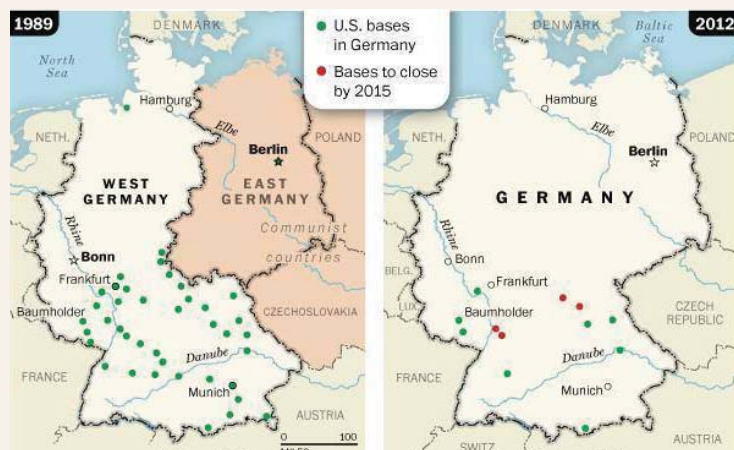 1989
DENMARK
North
Sea
Hamburg
Elbe
NETH.
Berlin
POLAND
WEST
GERMANY
EAST
GERMANY
Rhine
Communist
countries
Bonn
Frankfurt
Baumholder
CZECHOSLOVAKIA
Danube
FRANCE
Munich
AUSTRIA
0 100
U.S. bases
in Germany
Bases to close
by 2015
2012
DENMARK
Baltic
Sea
Hamburg
Elbe
NETH.
Berlin
POLAND
GERMANY
Rhine
Bonn
BELG.
Frankfurt
LUX.
Baumholder
CZECH
REPUBLIC
Danube
FRANCE
Munich
SWITZ.
AUSTRIA